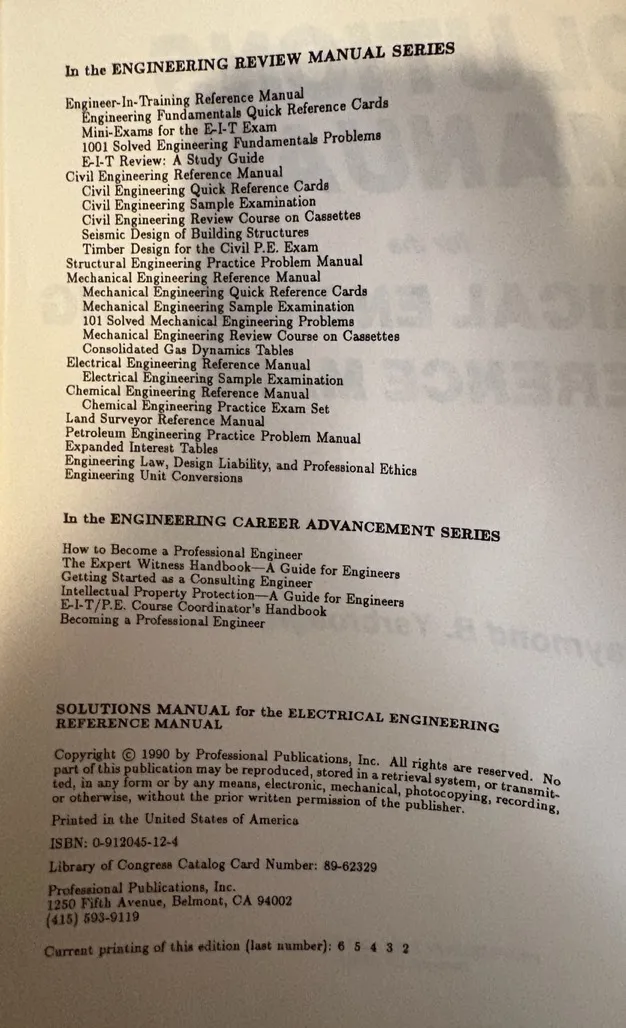 In the ENGINEERING REVIEW MANUAL SERIES
Engineer-In-Training Reference Manual
Engineering Fundamentals Quick Reference Cards
Mini-Exams for the E-I-T Exam
1001 Solved Engineering Fundamentals Problems
E-I-T Review: A Study Guide
Civil Engineering Reference Manual
Civil Engineering Quick Reference Cards
Civil Engineering Sample Examination
Civil Engineering Review Course on Cassettes
Seismic Design of Building Structures
Timber Design for the Civil P.E. Exam
Structural Engineering Practice Problem Manual
Mechanical Engineering Reference Manual
Mechanical Engineering Quick Reference Cards
Mechanical Engineering Sample Examination
101 Solved Mechanical Engineering Problems
Mechanical Engineering Review Course on Cassettes
Consolidated Gas Dynamics Tables
Electrical Engineering Reference Manual
Electrical Engineering Sample Examination
Chemical Engineering Reference Manual
Chemical Engineering Practice Exam Set
Land Surveyor Reference Manual
Petroleum Engineering Practice Problem Manual
Expanded Interest Tables
Engineering Law, Design Liability, and Professional Ethics
Engineering Unit Conversions
In the ENGINEERING CAREER ADVANCEMENT SERIES
How to Become a Professional Engineer
The Expert Witness Handbook—A Guide for Engineers
Getting Started as a Consulting Engineer
Intellectual Property Protection—A Guide for Engineers
E-I-T/P.E. Course Coordinator's Handbook
Becoming a Professional Engineer
SOLUTIONS MANUAL for the ELECTRICAL ENGINEERING
REFERENCE MANUAL
Copyright © 1990 by Professional Publications, Inc. All rights are reserved. No
part of this publication may be reproduced, stored in a retrieval system, or transmit-
ted, in any form or by any means, electronic, mechanical, photocopying, recording,
or otherwise, without the prior written permission of the publisher.
Printed in the United States of America
ISBN: 0-912045-12-4
Library of Congress Catalog Card Number: 89-62329
Professional Publications, Inc.
1250 Fifth Avenue, Belmont, CA 94002
(415) 593-9119
Current printing of this edition (last number): 6 5 4 3 2